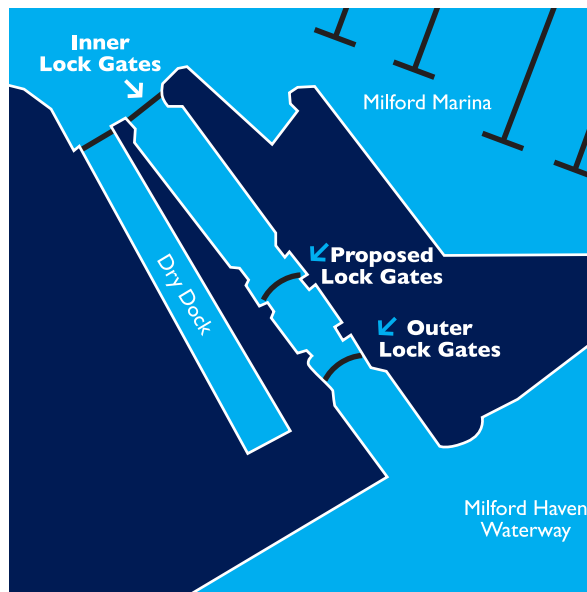 Inner
Lock Gates
Milford Marina
Dry Dock
Proposed
Lock Gates
Outer
Lock Gates
Milford Haven
Waterway